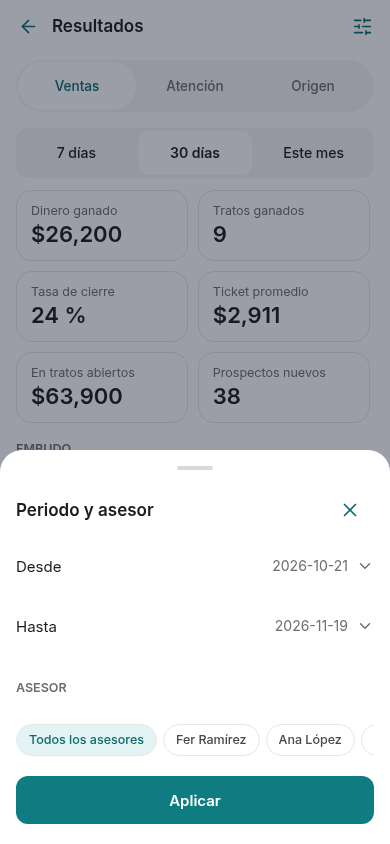 Resultados
Ventas Atención Origen
7 días 30 días Este mes
Dinero ganado Tratos ganados
$26,200 9
Tasa de cierre Ticket promedio
24 % $2,911
En tratos abiertos Prospectos nuevos
$63,900 38
EMBUDO
Periodo y asesor
Desde 2026-10-21
Hasta 2026-11-19
ASESOR
Todos los asesores Fer Ramírez Ana López
Aplicar